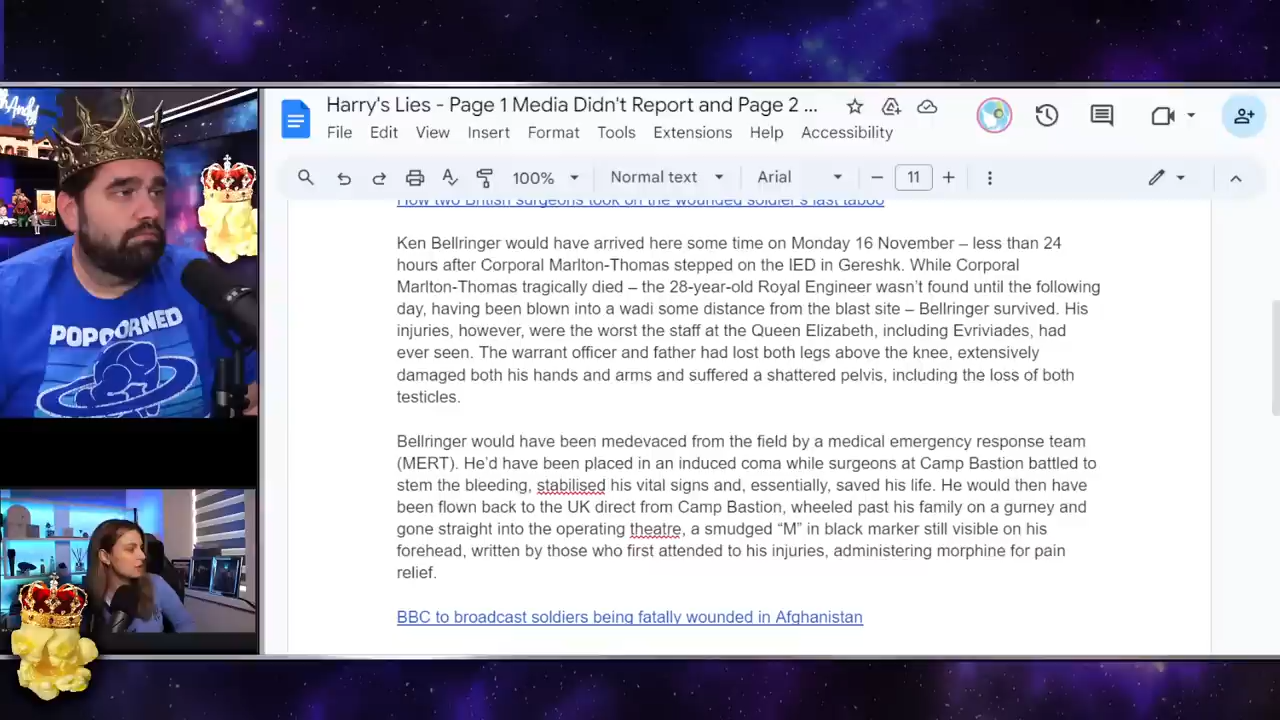 Andy
POPCORNED
Harry's Lies - Page 1 Media Didn't Report and Page 2 ...
File Edit View Insert Format Tools Extensions Help Accessibility
100% Normal text Arial 11
How two British surgeons took on the wounded soldier's last taboo
Ken Bellringer would have arrived here some time on Monday 16 November – less than 24
hours after Corporal Marlton-Thomas stepped on the IED in Gereshk. While Corporal
Marlton-Thomas tragically died – the 28-year-old Royal Engineer wasn't found until the following
day, having been blown into a wadi some distance from the blast site – Bellringer survived. His
injuries, however, were the worst the staff at the Queen Elizabeth, including Evriviades, had
ever seen. The warrant officer and father had lost both legs above the knee, extensively
damaged both his hands and arms and suffered a shattered pelvis, including the loss of both
testicles.
Bellringer would have been medevaced from the field by a medical emergency response team
(MERT). He'd have been placed in an induced coma while surgeons at Camp Bastion battled to
stem the bleeding, stabilised his vital signs and, essentially, saved his life. He would then have
been flown back to the UK direct from Camp Bastion, wheeled past his family on a gurney and
gone straight into the operating theatre, a smudged “M” in black marker still visible on his
forehead, written by those who first attended to his injuries, administering morphine for pain
relief.
BBC to broadcast soldiers being fatally wounded in Afghanistan